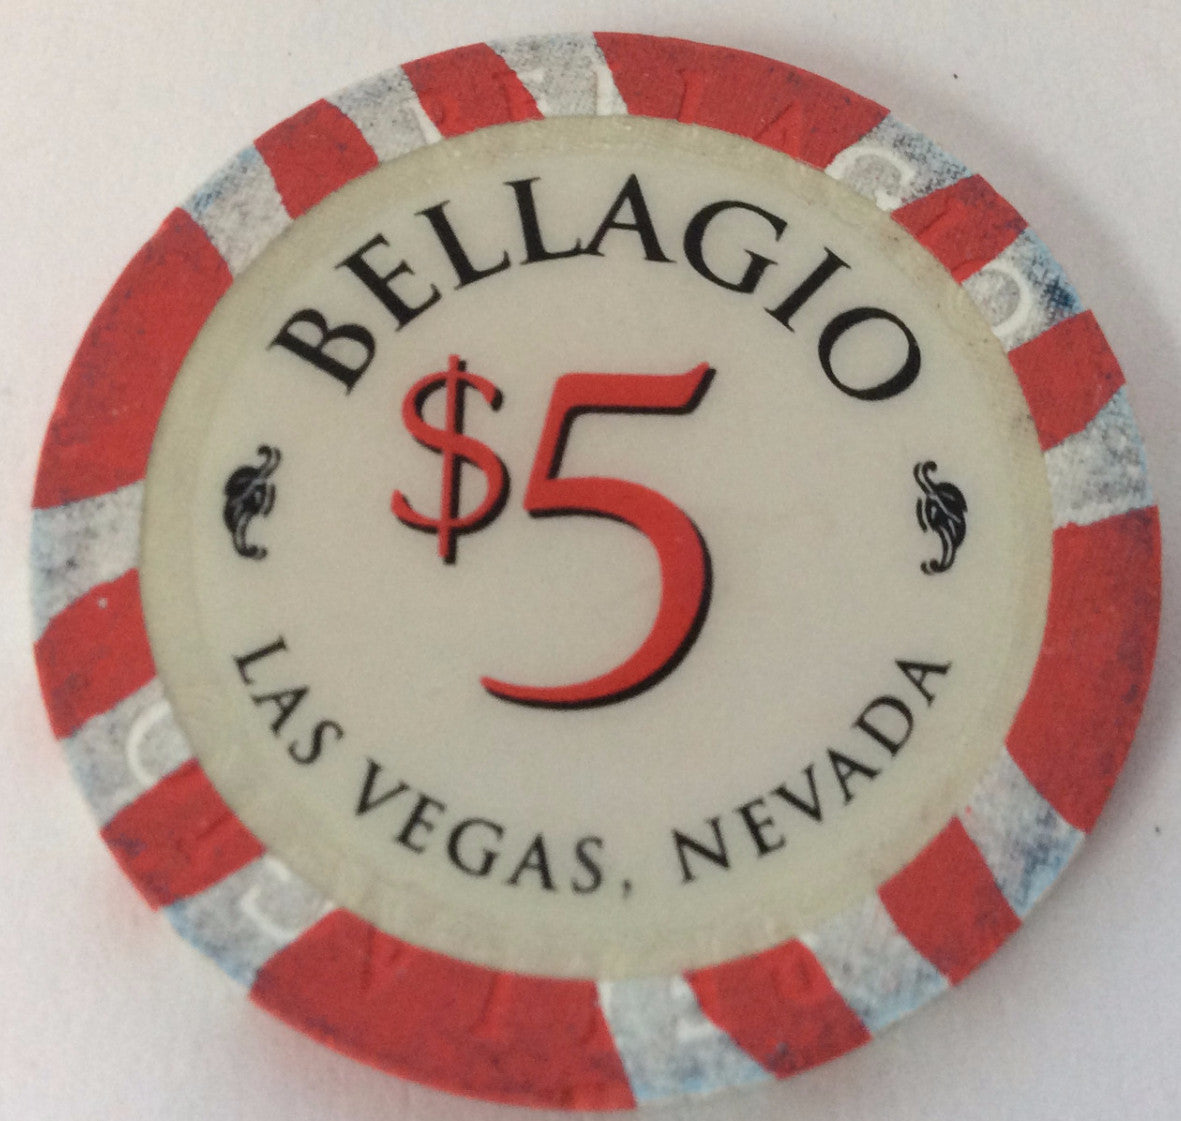 BELLAGIO
$5
LAS VEGAS, NEVADA